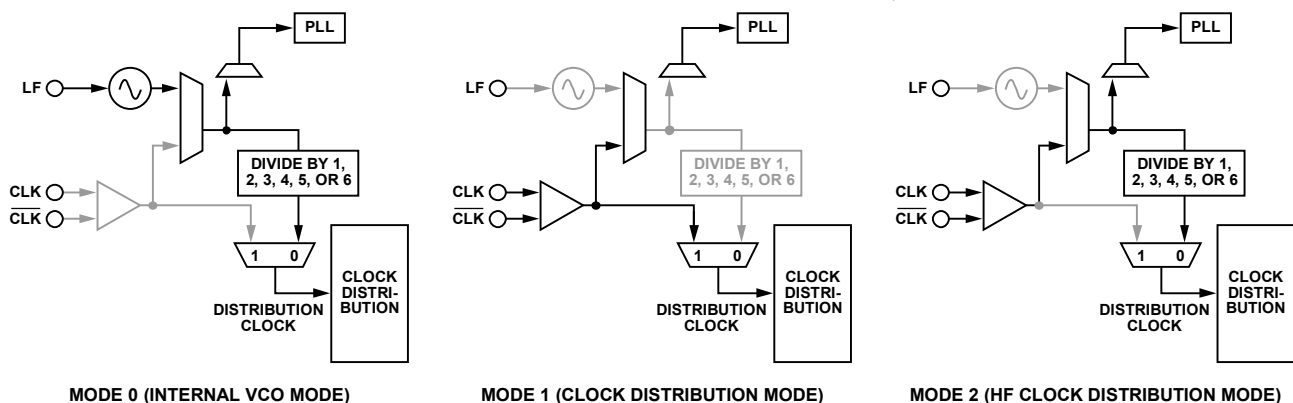 PLL
LF
DIVIDE BY 1,
2, 3, 4, 5, OR 6
CLK
CLK
1 0
CLOCK
DISTRI-
BUTION
DISTRIBUTION
CLOCK
MODE 0 (INTERNAL VCO MODE)
PLL
LF
DIVIDE BY 1,
2, 3, 4, 5, OR 6
CLK
CLK
1 0
CLOCK
DISTRI-
BUTION
DISTRIBUTION
CLOCK
MODE 1 (CLOCK DISTRIBUTION MODE)
PLL
LF
DIVIDE BY 1,
2, 3, 4, 5, OR 6
CLK
CLK
1 0
CLOCK
DISTRI-
BUTION
DISTRIBUTION
CLOCK
MODE 2 (HF CLOCK DISTRIBUTION MODE)